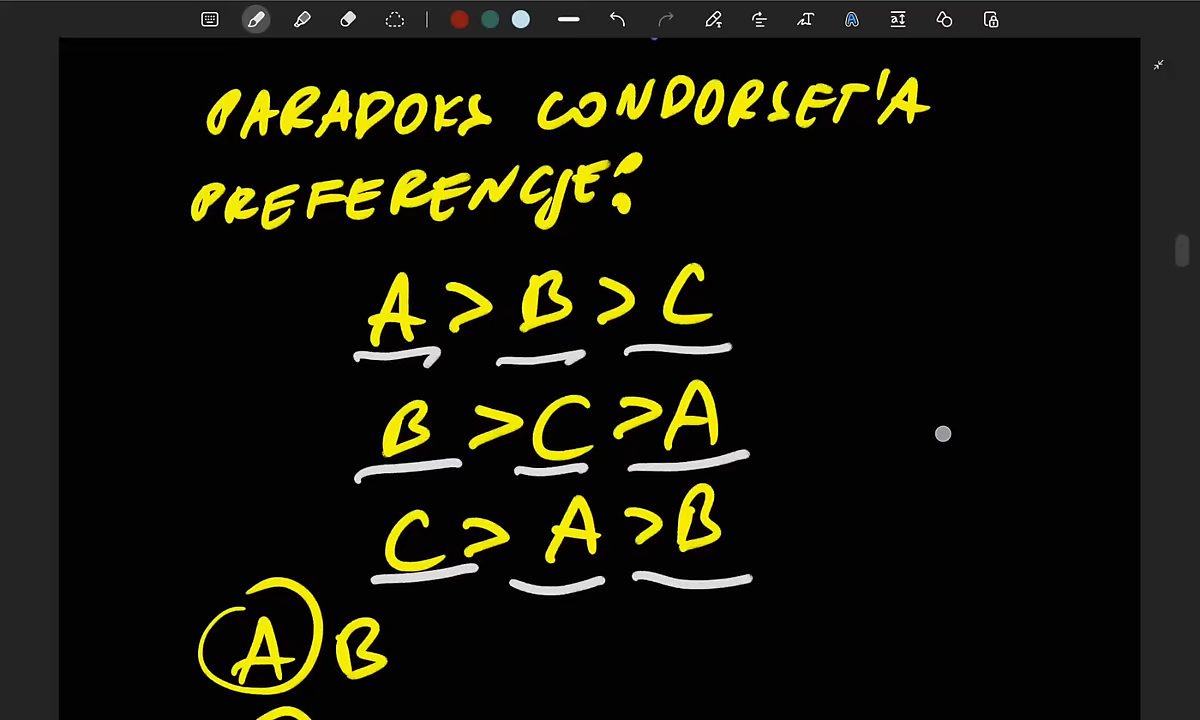 PARADOKS CONDORSET'A
PREFERENCJE:
A > B > C
B > C > A
C > A > B
A B